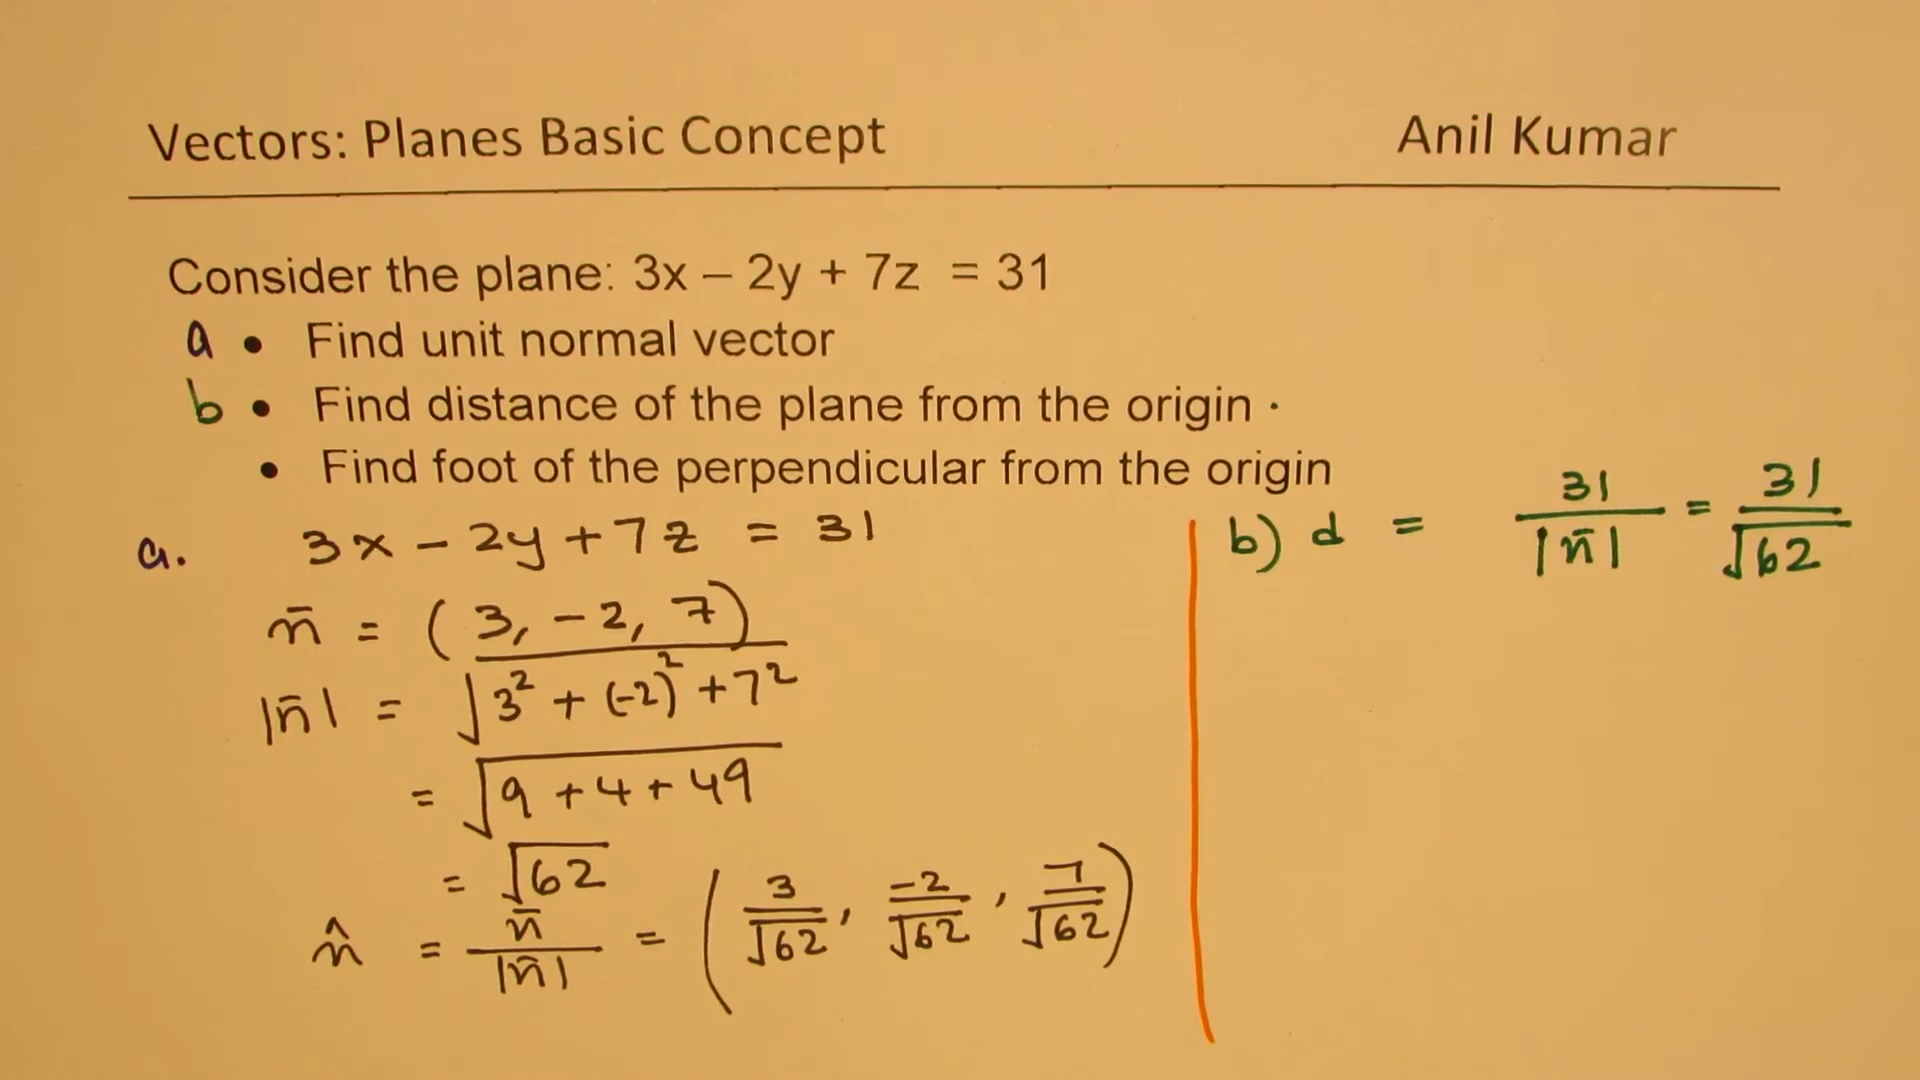 Vectors: Planes Basic Concept Anil Kumar
Consider the plane: 3x – 2y + 7z = 31
a • Find unit normal vector
b • Find distance of the plane from the origin .
• Find foot of the perpendicular from the origin
a. 3x - 2y + 7z = 31
n̄ = (3, -2, 7)
|n̄| = √(3² + (-2)² + 7²)
= √(9 + 4 + 49)
= √62
n̂ = n̄/|n̄| = (3/√62, -2/√62, 7/√62)
b) d = 31/|n̄| = 31/√62